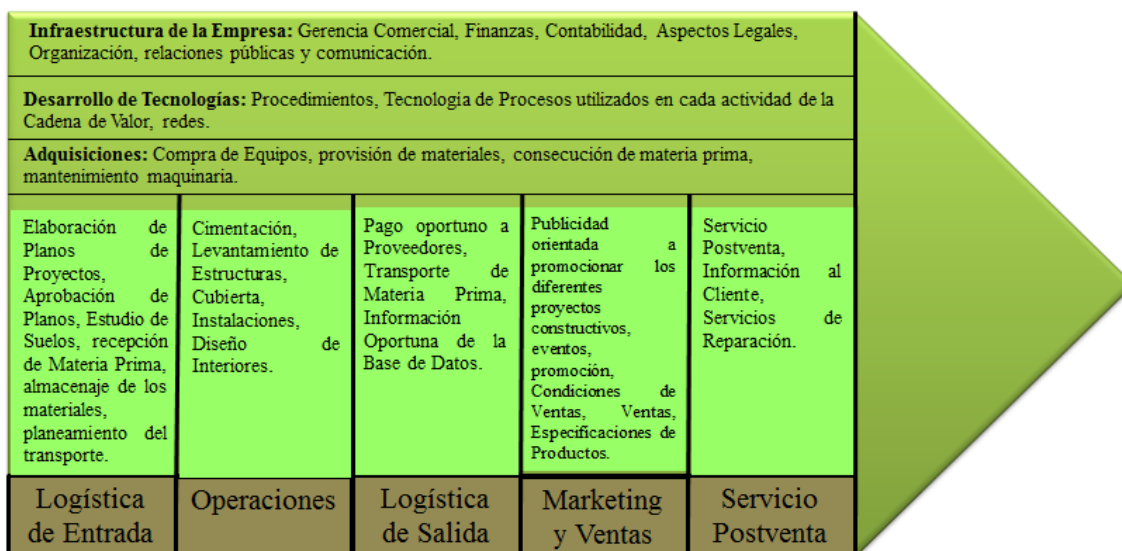 Infraestructura de la Empresa: Gerencia Comercial, Finanzas, Contabilidad, Aspectos Legales,
Organización, relaciones públicas y comunicación.
Desarrollo de Tecnologías: Procedimientos, Tecnologia de Procesos utilizados en cada actividad de la
Cadena de Valor, redes.
Adquisiciones: Compra de Equipos, provisión de materiales, consecución de materia prima,
mantenimiento maquinaria.
Elaboración de
Planos de
Proyectos,
Aprobación de
Planos, Estudio de
Suelos, recepción
de Materia Prima,
almacenaje de los
materiales,
planeamiento del
transporte.
Cimentación,
Levantamiento de
Estructuras,
Cubierta,
Instalaciones,
Diseño de
Interiores.
Pago oportuno a
Proveedores,
Transporte de
Materia Prima,
Información
Oportuna de la
Base de Datos.
Publicidad
orientada a
promocionar los
diferentes
proyectos
constructivos,
eventos,
promoción,
Condiciones de
Ventas, Ventas,
Especificaciones de
Productos.
Servicio
Postventa,
Información al
Cliente,
Servicios de
Reparación.
Logística
de Entrada
Operaciones
Logística
de Salida
Marketing
y Ventas
Servicio
Postventa